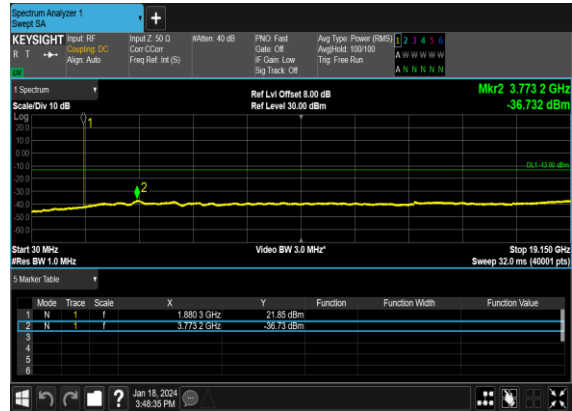 Spectrum Analyzer 1
Swept SA
KEYSIGHT
R T
LW
Input: RF
Coupling: DC
Align: Auto
Input Z: 50 Ω
Corr CCorr
Freq Ref: Int (S)
#Atten: 40 dB
PNO: Fast
Gate: Off
IF Gain: Low
Sig Track: Off
Avg Type: Power (RMS)
Avg|Hold: 100/100
Trig: Free Run
1 2 3 4 5 6
A W W W W W
A N N N N N
1 Spectrum
Scale/Div 10 dB
Ref Lvl Offset 8.00 dB
Ref Level 30.00 dBm
Mkr2 3.773 2 GHz
-36.732 dBm
Log
20.0
10.0
0.00
-10.0
-20.0
-30.0
-40.0
-50.0
-60.0
1
2
DL1 -13.00 dBm
Start 30 MHz
#Res BW 1.0 MHz
Video BW 3.0 MHz*
Stop 19.150 GHz
Sweep 32.0 ms (40001 pts)
5 Marker Table
Mode Trace Scale X Y Function Function Width Function Value
1 N 1 f 1.880 3 GHz 21.85 dBm
2 N 1 f 3.773 2 GHz -36.73 dBm
3
4
5
6
?
Jan 18, 2024
3:48:35 PM